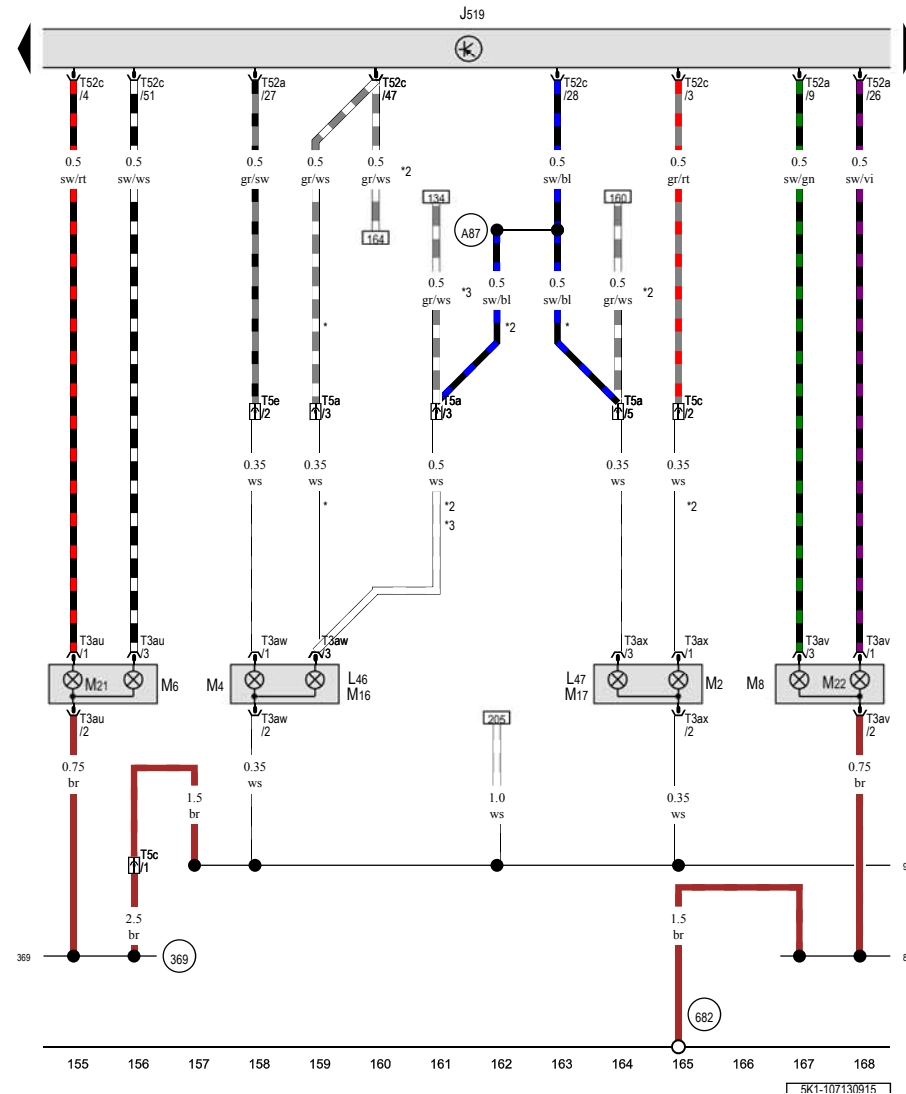 J519
T52c
/4
T52c
/51
T52a
/27
T52c
/47
T52c
/28
T52c
/3
T52a
/9
T52a
/26
0.5
sw/rt
0.5
sw/ws
0.5
gr/sw
0.5
gr/ws
0.5
gr/ws
*2
0.5
sw/bl
0.5
gr/rt
0.5
sw/gn
0.5
sw/vi
134
160
164
A87
0.5
gr/ws
*3
0.5
sw/bl
0.5
sw/bl
0.5
gr/ws
*2
*
*2
*
T5e
/2
T5a
/3
T5a
/3
T5a
/5
T5c
/2
0.35
ws
0.35
ws
0.5
ws
0.35
ws
0.35
ws
*
*2
*3
*2
T3au
/1
T3au
/3
T3aw
/1
T3aw
/3
T3ax
/3
T3ax
/1
T3av
/3
T3av
/1
M21
M6
M4
L46
M16
L47
M17
M2
M8
M22
T3au
/2
T3aw
/2
205
T3ax
/2
T3av
/2
0.75
br
0.35
ws
0.75
br
1.5
br
1.0
ws
0.35
ws
T5c
/1
9
2.5
br
1.5
br
369
369
8
682
155 156 157 158 159 160 161 162 163 164 165 166 167 168
5K1-107130915